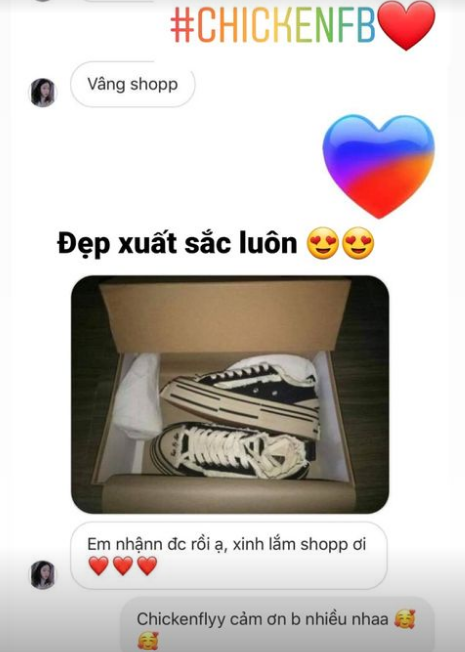 #CHICKENFB❤️
Vâng shopp
Đẹp xuất sắc luôn 😍😍
Em nhậnn đc rồi ạ, xinh lắm shopp ơi
❤️❤️❤️
Chickenflyy cảm ơn b nhiều nhaa 🥰
🥰